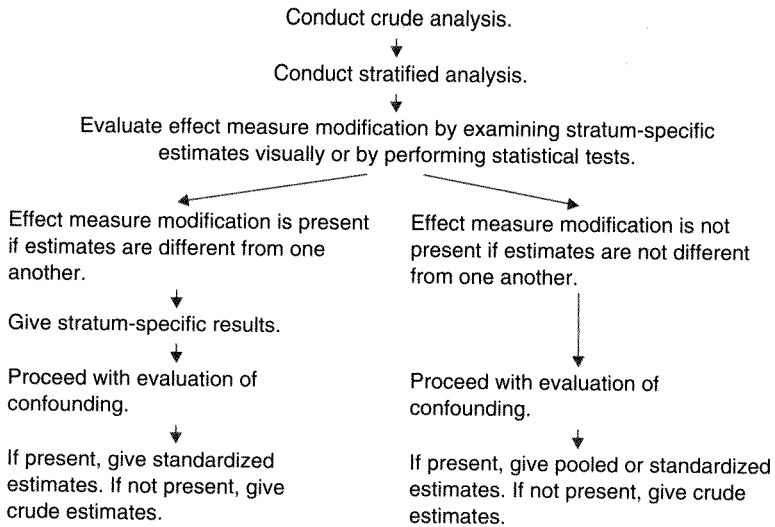 Conduct crude analysis.
Conduct stratified analysis.
Evaluate effect measure modification by examining stratum-specific
estimates visually or by performing statistical tests.
Effect measure modification is present
if estimates are different from one
another.
Give stratum-specific results.
Proceed with evaluation of
confounding.
If present, give standardized
estimates. If not present, give
crude estimates.
Effect measure modification is not
present if estimates are not different
from one another.
Proceed with evaluation of
confounding.
If present, give pooled or standardized
estimates. If not present, give crude
estimates.